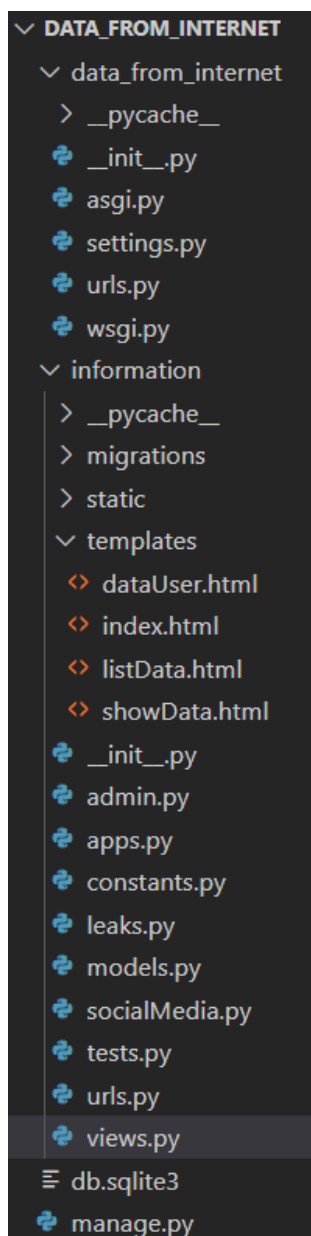 DATA_FROM_INTERNET
data_from_internet
__pycache__
__init__.py
asgi.py
settings.py
urls.py
wsgi.py
information
__pycache__
migrations
static
templates
dataUser.html
index.html
listData.html
showData.html
__init__.py
admin.py
apps.py
constants.py
leaks.py
models.py
socialMedia.py
tests.py
urls.py
views.py
db.sqlite3
manage.py